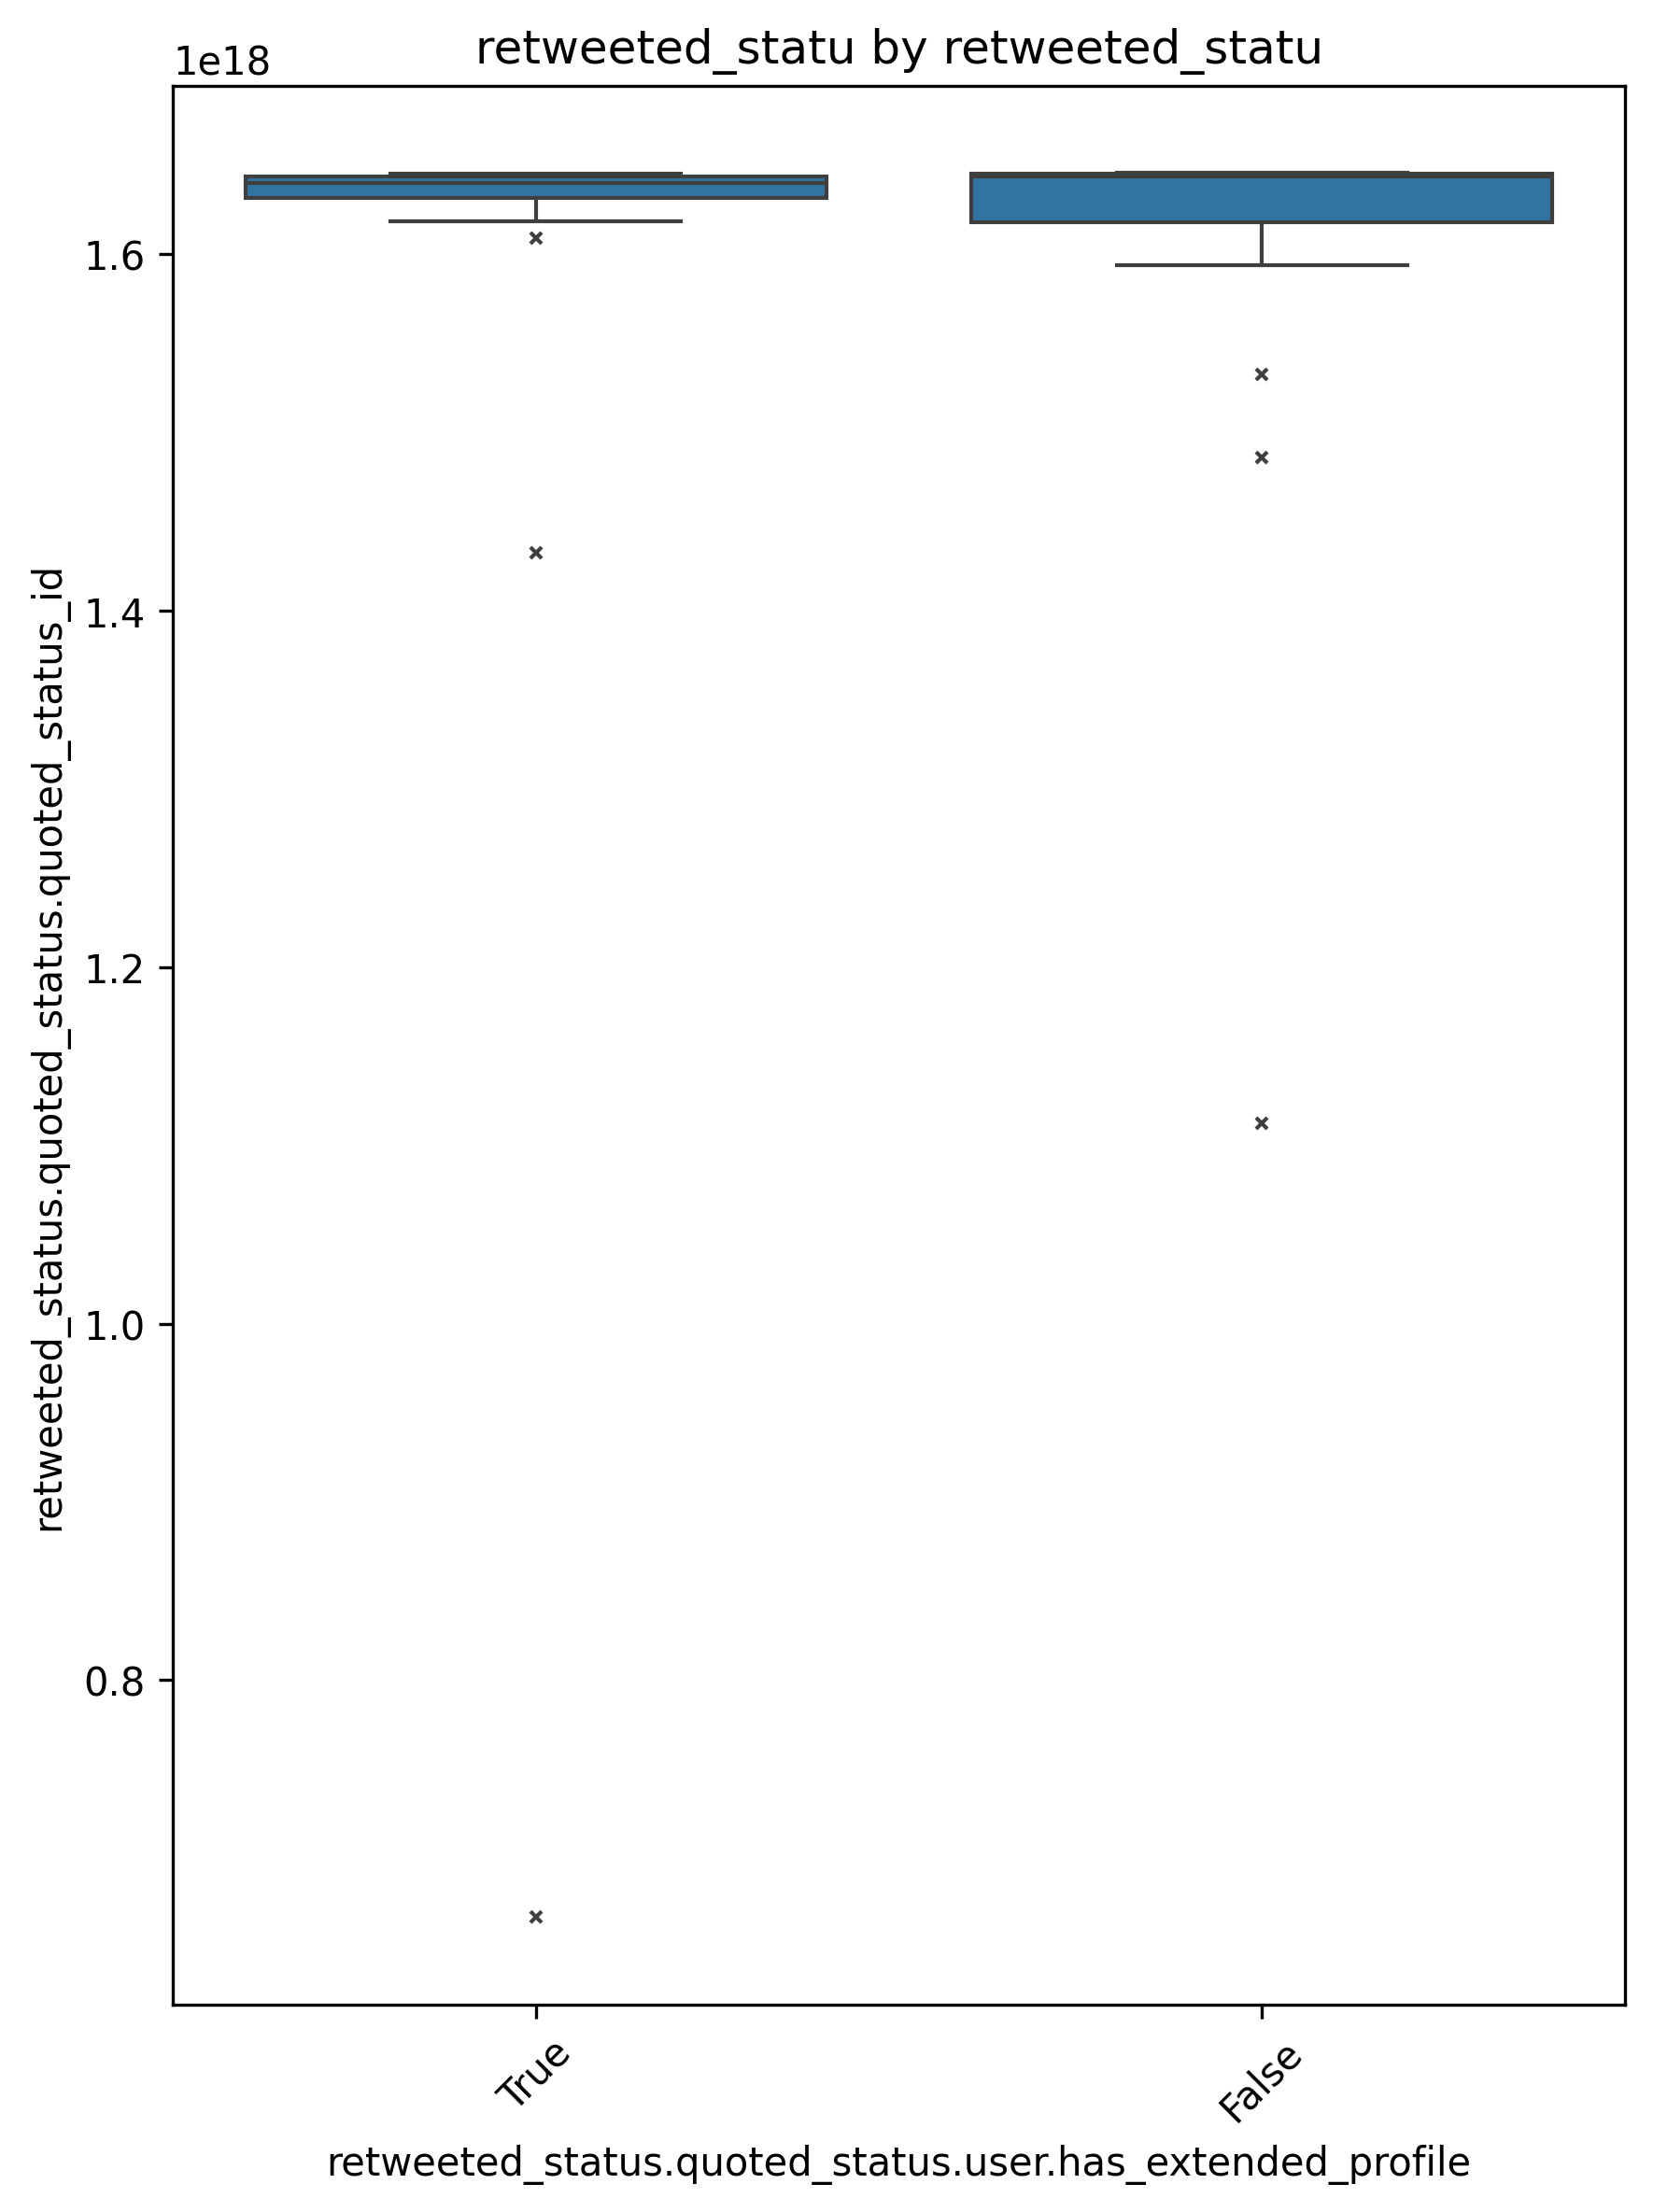 retweeted_statu by retweeted_statu
1e18
1.6
1.4
1.2
1.0
0.8
retweeted_status.quoted_status.quoted_status_id
True
False
retweeted_status.quoted_status.user.has_extended_profile